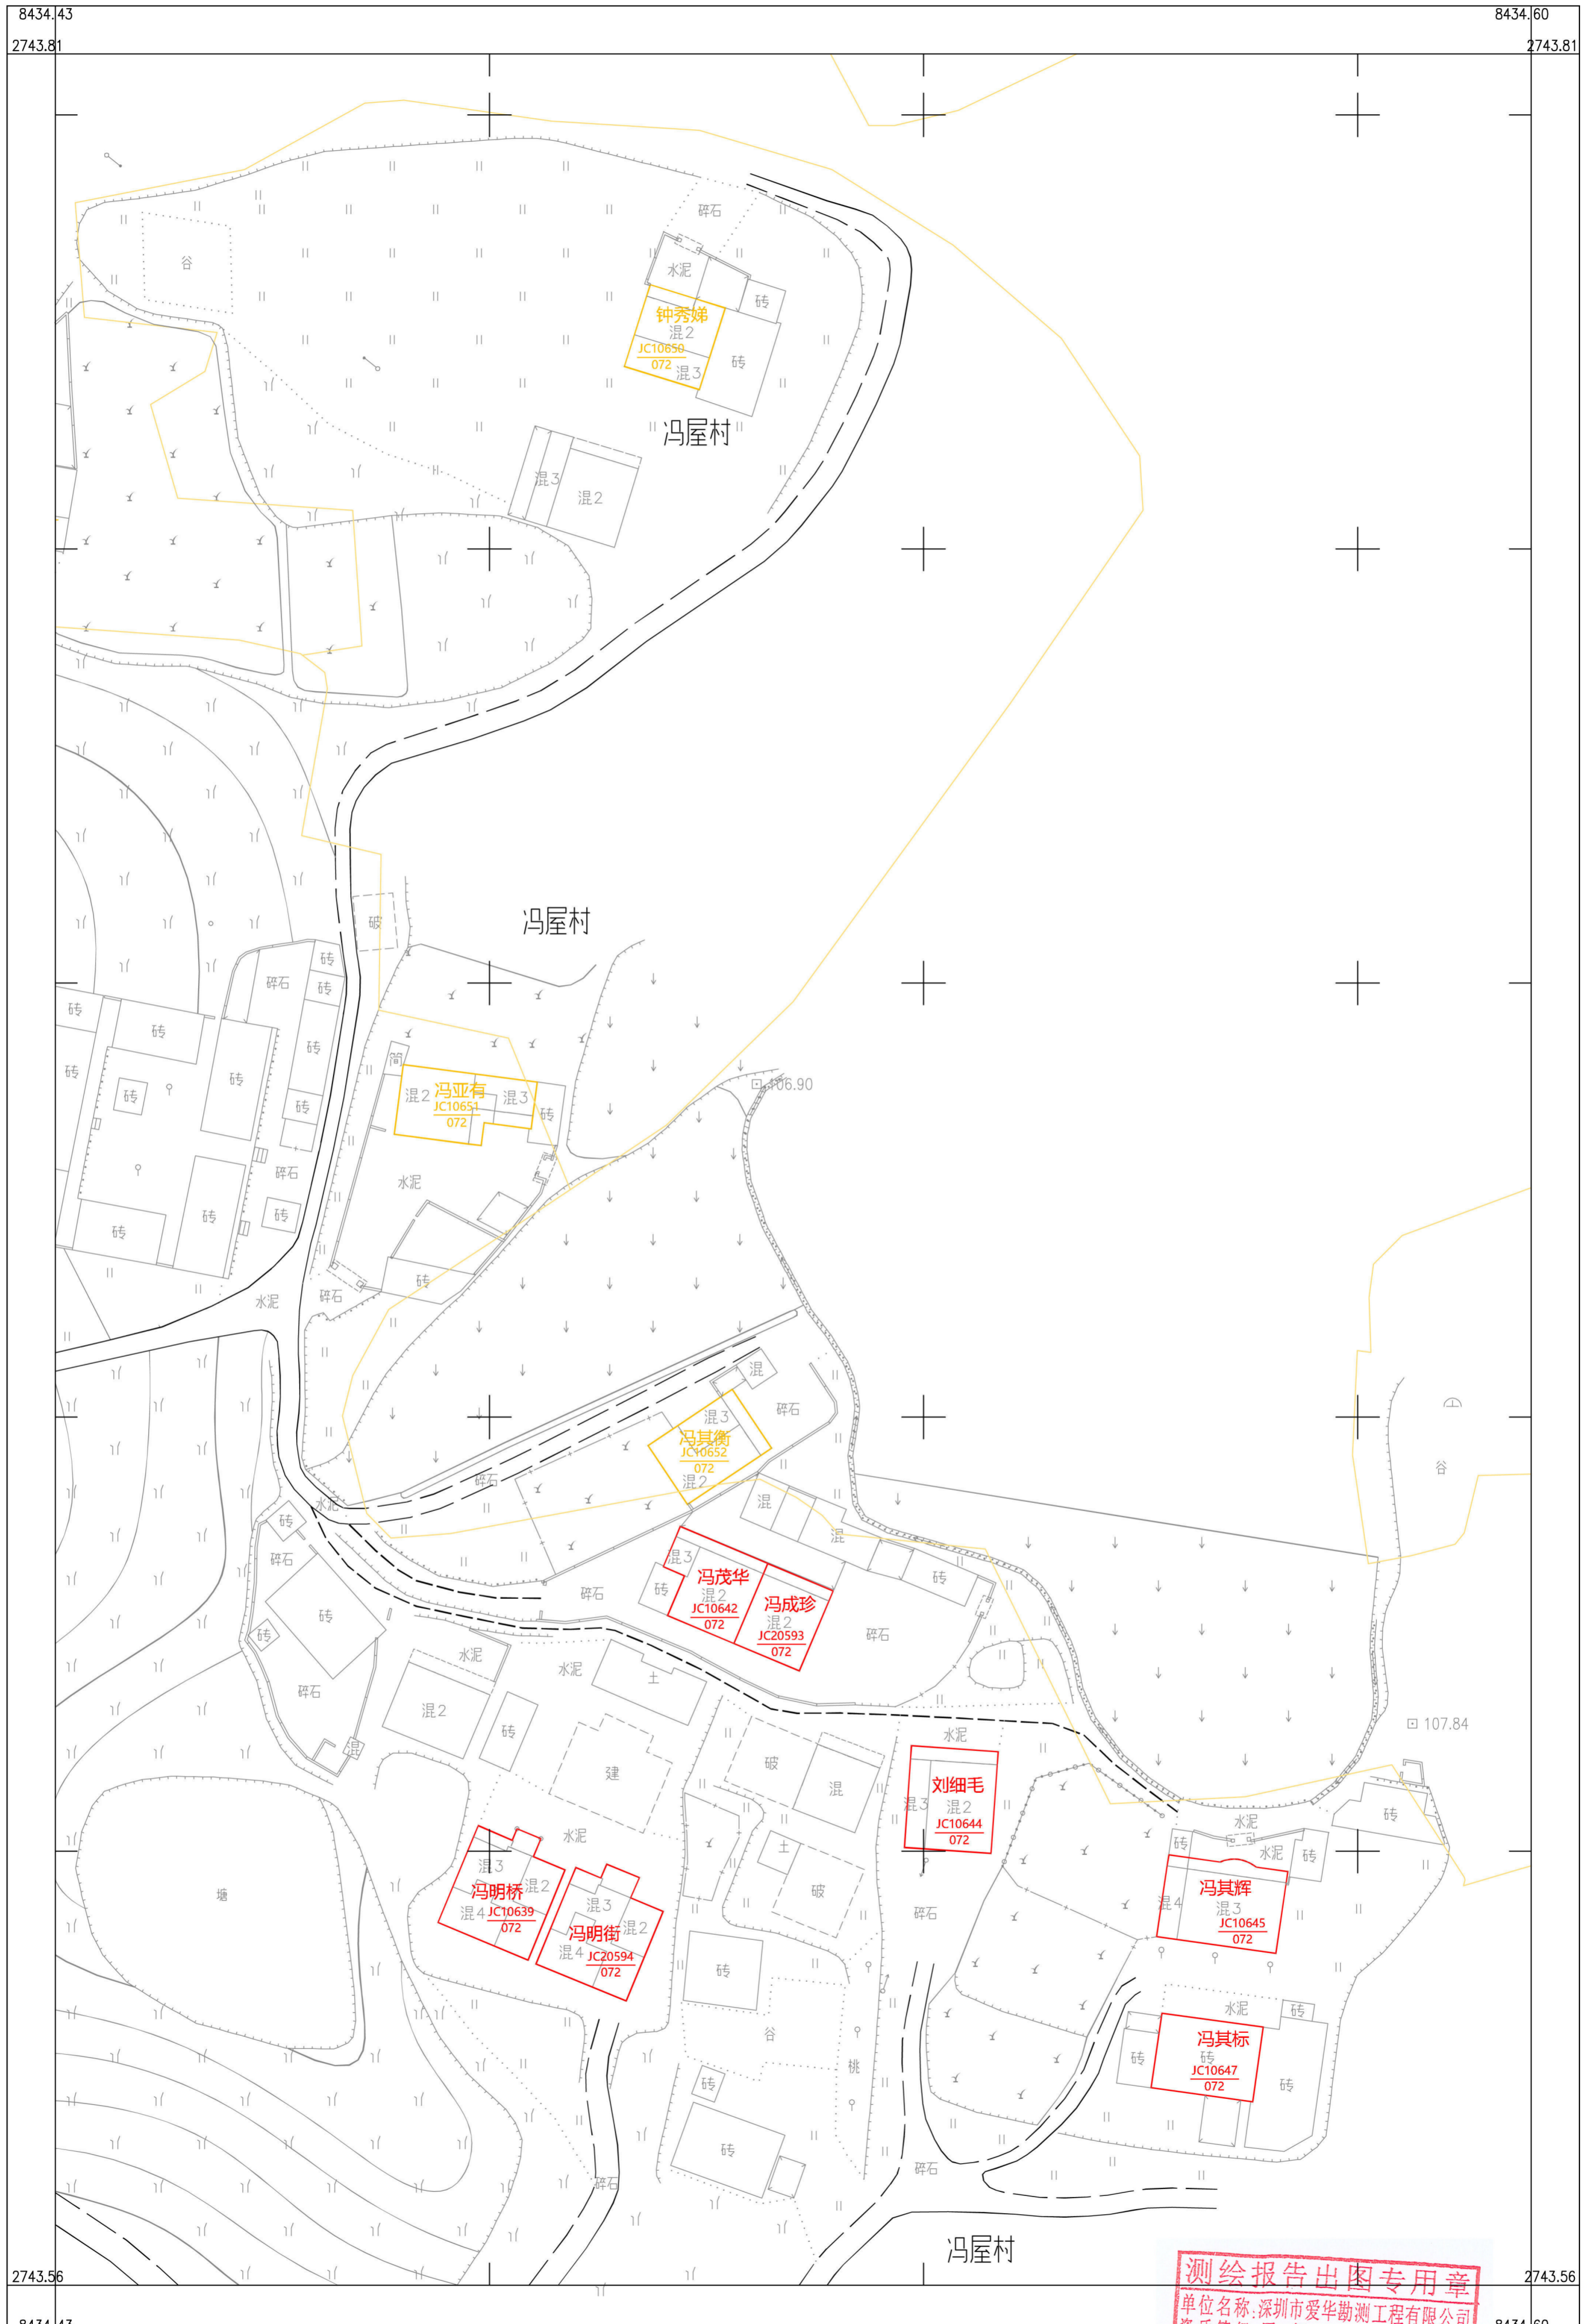 8434.43
8434.60
2743.81
2743.81
碎石
谷
水泥
砖
钟秀娣
混2
JC10650
072
混3
砖
冯屋村
混3
混2
冯屋村
破
砖
碎石
砖
砖
砖
砖
简
砖
砖
106.90
混2
冯亚有
混3
JC10651
072
砖
砖
砖
碎石
水泥
砖
砖
砖
砖
碎石
水泥
混
混3
碎石
冯其衡
JC10652
072
混2
谷
碎石
水泥
混
砖
混
碎石
混3
冯茂华
混2
JC10642
072
砖
砖
碎石
冯成珍
混2
JC20593
072
砖
砖
碎石
水泥
水泥
土
碎石
混2
砖
水泥
107.84
混
破
建
混
刘细毛
混3
混2
JC10644
072
砖
水泥
水泥
土
砖
水泥
砖
混3
冯明桥
混2
混4
JC10639
072
塘
破
混4
冯其辉
混3
JC10645
072
混3
冯明街
混2
混4
JC20594
072
碎石
砖
谷
水泥
砖
冯其标
砖
JC10647
072
砖
砖
桃
砖
砖
碎石
碎石
冯屋村
2743.56
2743.56
测绘报告出图专用章
单位名称:深圳市爱华勘测工程有限公司